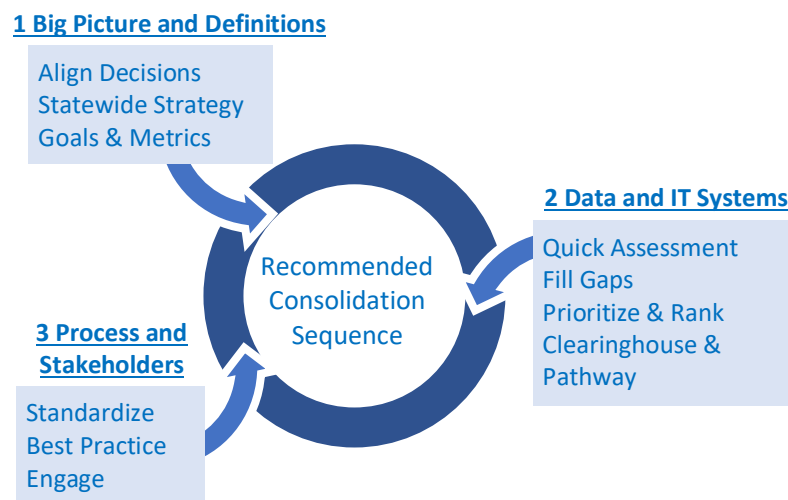 1 Big Picture and Definitions
Align Decisions
Statewide Strategy
Goals & Metrics
2 Data and IT Systems
Quick Assessment
Fill Gaps
Prioritize & Rank
Clearinghouse &
Pathway
Recommended
Consolidation
Sequence
3 Process and
Stakeholders
Standardize
Best Practice
Engage